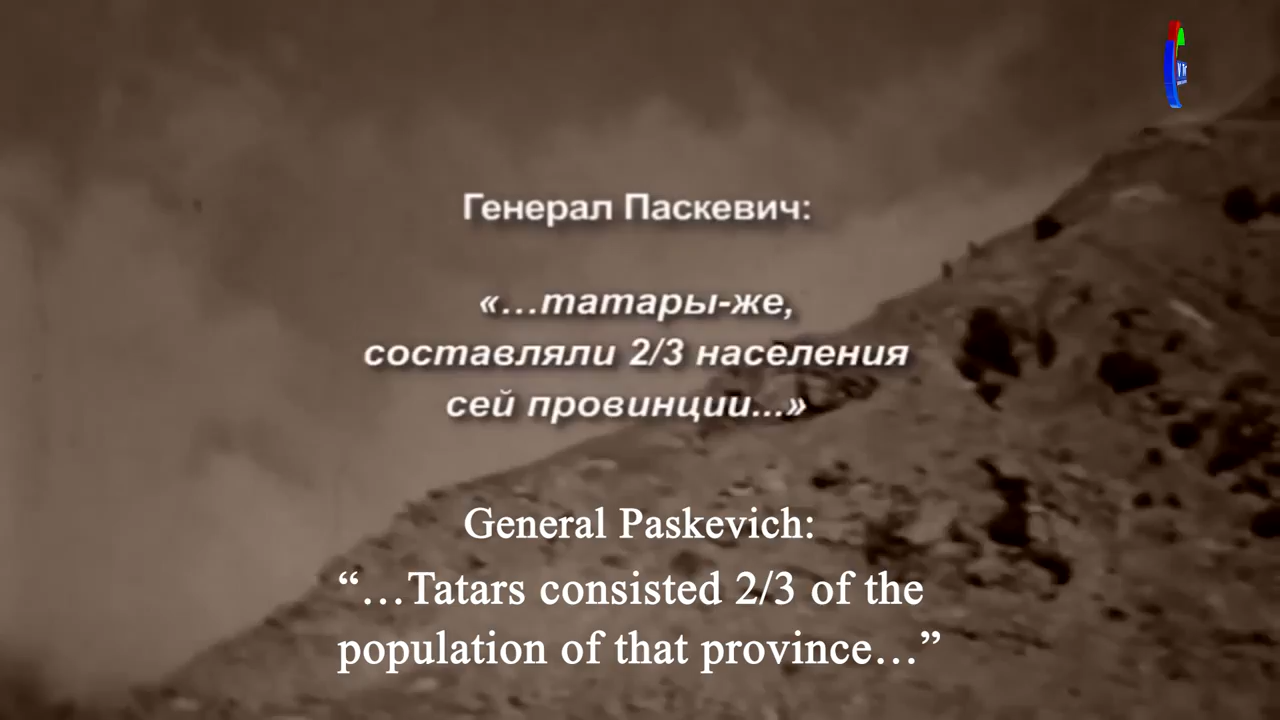 Генерал Паскевич:
«...татары-же,
составляли 2/3 населения
сей провинции...»
General Paskevich:
“...Tatars consisted 2/3 of the
population of that province...”